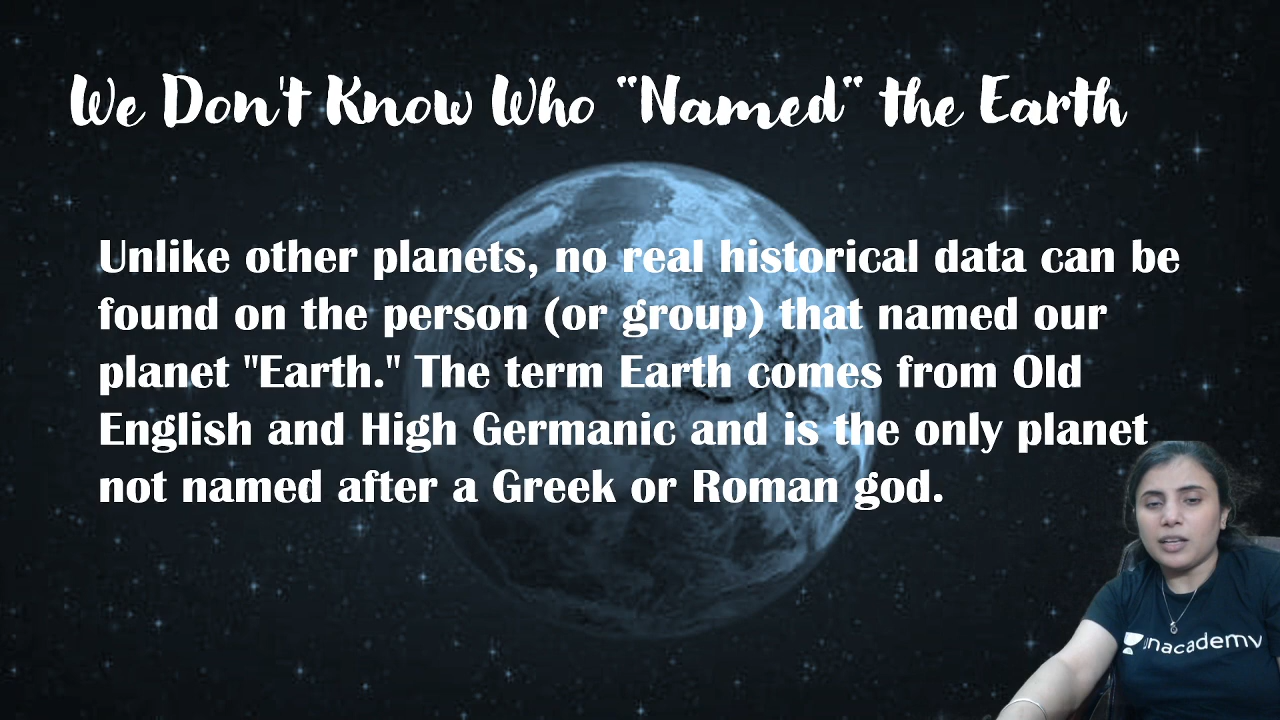 We Don't Know Who "Named" the Earth
Unlike other planets, no real historical data can be
found on the person (or group) that named our
planet "Earth." The term Earth comes from Old
English and High Germanic and is the only planet
not named after a Greek or Roman god.
unacademy